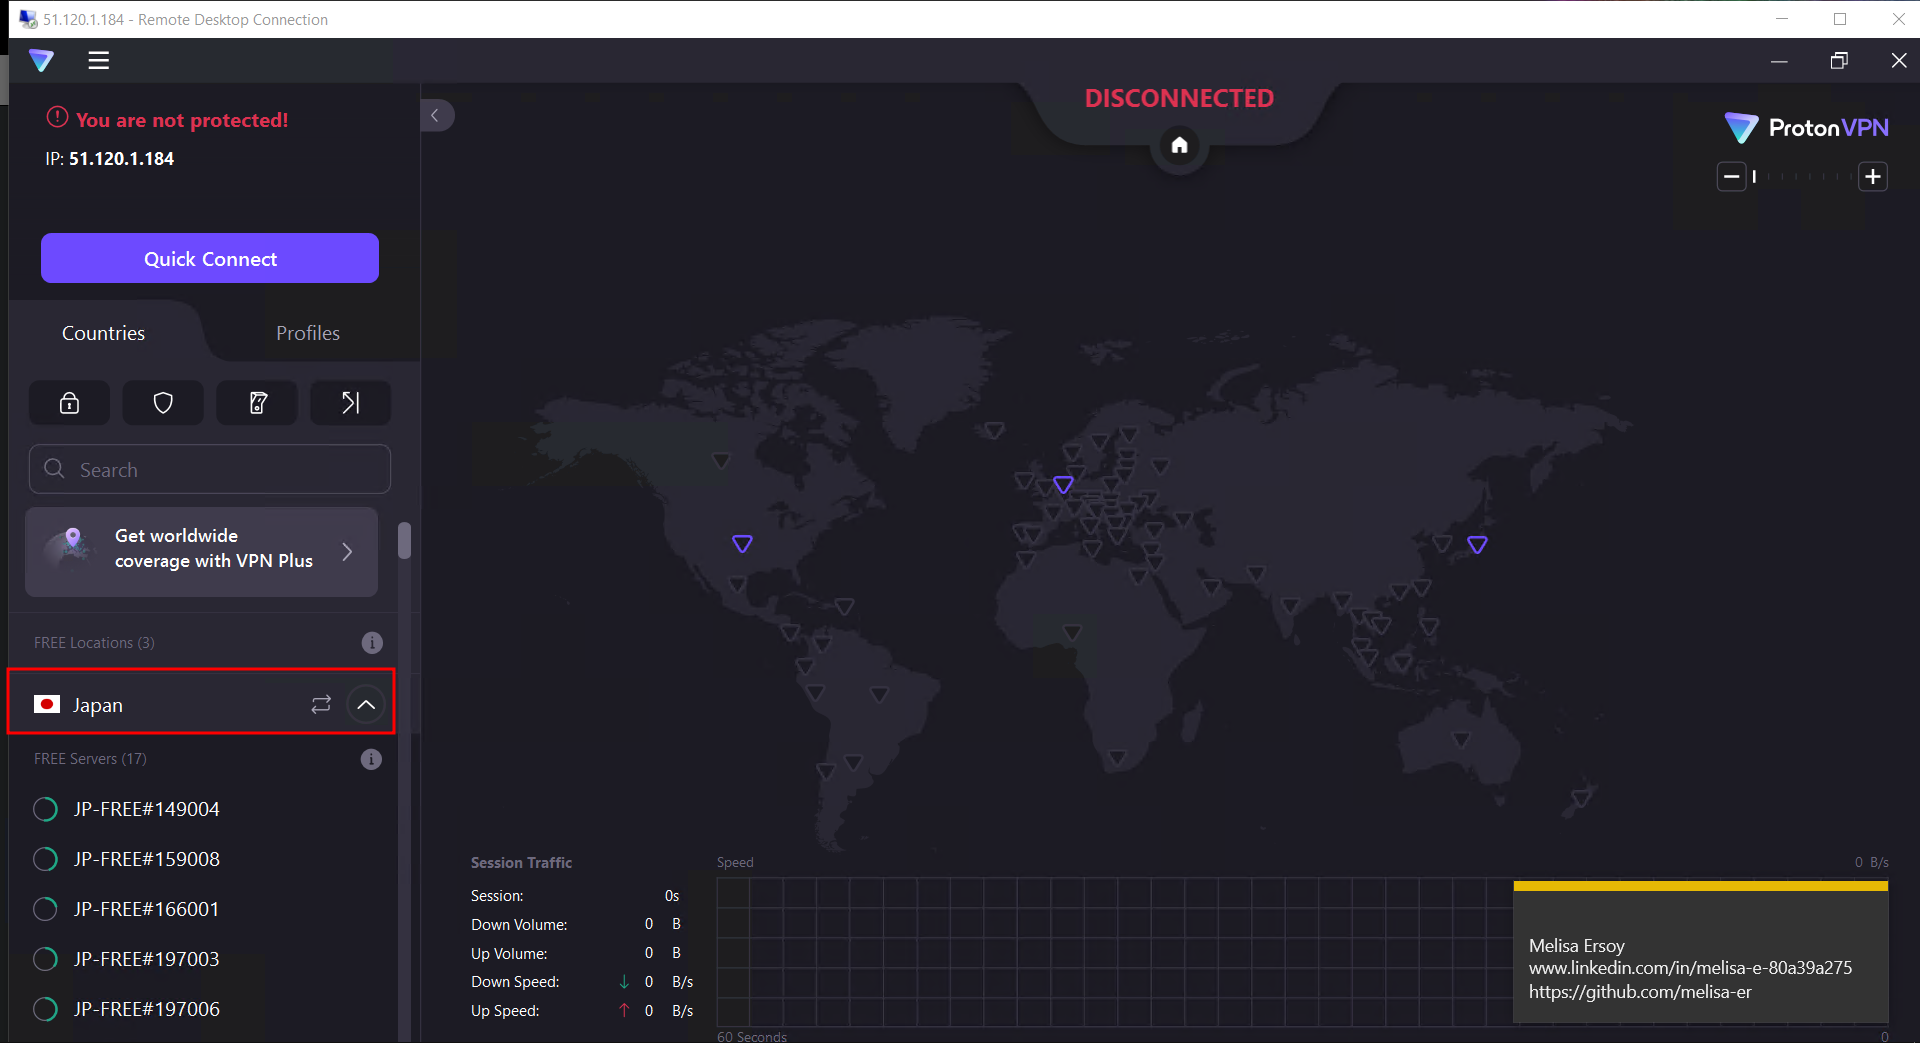 51.120.1.184 - Remote Desktop Connection
You are not protected!
IP: 51.120.1.184
Quick Connect
Countries
Profiles
Search
Get worldwide
coverage with VPN Plus
FREE Locations (3)
Japan
FREE Servers (17)
JP-FREE#149004
JP-FREE#159008
JP-FREE#166001
JP-FREE#197003
JP-FREE#197006
DISCONNECTED
ProtonVPN
Session Traffic
Session: 0s
Down Volume: 0 B
Up Volume: 0 B
Down Speed: ↓ 0 B/s
Up Speed: ↑ 0 B/s
Speed
0 B/s
60 Seconds
0
Melisa Ersoy
www.linkedin.com/in/melisa-e-80a39a275
https://github.com/melisa-er